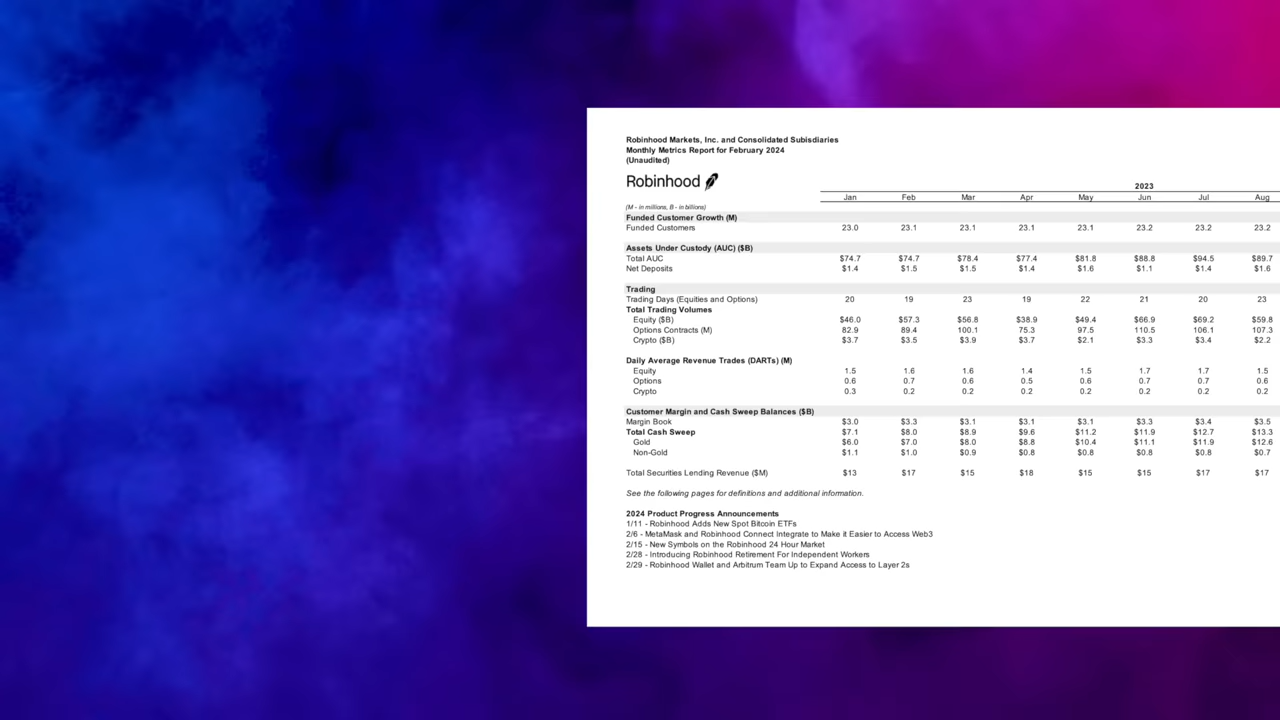 Robinhood Markets, Inc. and Consolidated Subisdiaries
Monthly Metrics Report for February 2024
(Unaudited)
Robinhood
2023
Jan Feb Mar Apr May Jun Jul Aug
(M - in millions, B - in billions)
Funded Customer Growth (M)
Funded Customers 23.0 23.1 23.1 23.1 23.1 23.2 23.2 23.2
Assets Under Custody (AUC) ($B)
Total AUC $74.7 $74.7 $78.4 $77.4 $81.8 $88.8 $94.5 $89.7
Net Deposits $1.4 $1.5 $1.5 $1.4 $1.6 $1.1 $1.4 $1.6
Trading
Trading Days (Equities and Options) 20 19 23 19 22 21 20 23
Total Trading Volumes
Equity ($B) $46.0 $57.3 $56.8 $38.9 $49.4 $66.9 $69.2 $59.8
Options Contracts (M) 82.9 89.4 100.1 75.3 97.5 110.5 106.1 107.3
Crypto ($B) $3.7 $3.5 $3.9 $3.7 $2.1 $3.3 $3.4 $2.2
Daily Average Revenue Trades (DARTs) (M)
Equity 1.5 1.6 1.6 1.4 1.5 1.7 1.7 1.5
Options 0.6 0.7 0.6 0.5 0.6 0.7 0.7 0.6
Crypto 0.3 0.2 0.2 0.2 0.2 0.2 0.2 0.2
Customer Margin and Cash Sweep Balances ($B)
Margin Book $3.0 $3.3 $3.1 $3.1 $3.1 $3.3 $3.4 $3.5
Total Cash Sweep $7.1 $8.0 $8.9 $9.6 $11.2 $11.9 $12.7 $13.3
Gold $6.0 $7.0 $8.0 $8.8 $10.4 $11.1 $11.9 $12.6
Non-Gold $1.1 $1.0 $0.9 $0.8 $0.8 $0.8 $0.8 $0.7
Total Securities Lending Revenue ($M) $13 $17 $15 $18 $15 $15 $17 $17
See the following pages for definitions and additional information.
2024 Product Progress Announcements
1/11 - Robinhood Adds New Spot Bitcoin ETFs
2/6 - MetaMask and Robinhood Connect Integrate to Make it Easier to Access Web3
2/15 - New Symbols on the Robinhood 24 Hour Market
2/28 - Introducing Robinhood Retirement For Independent Workers
2/29 - Robinhood Wallet and Arbitrum Team Up to Expand Access to Layer 2s